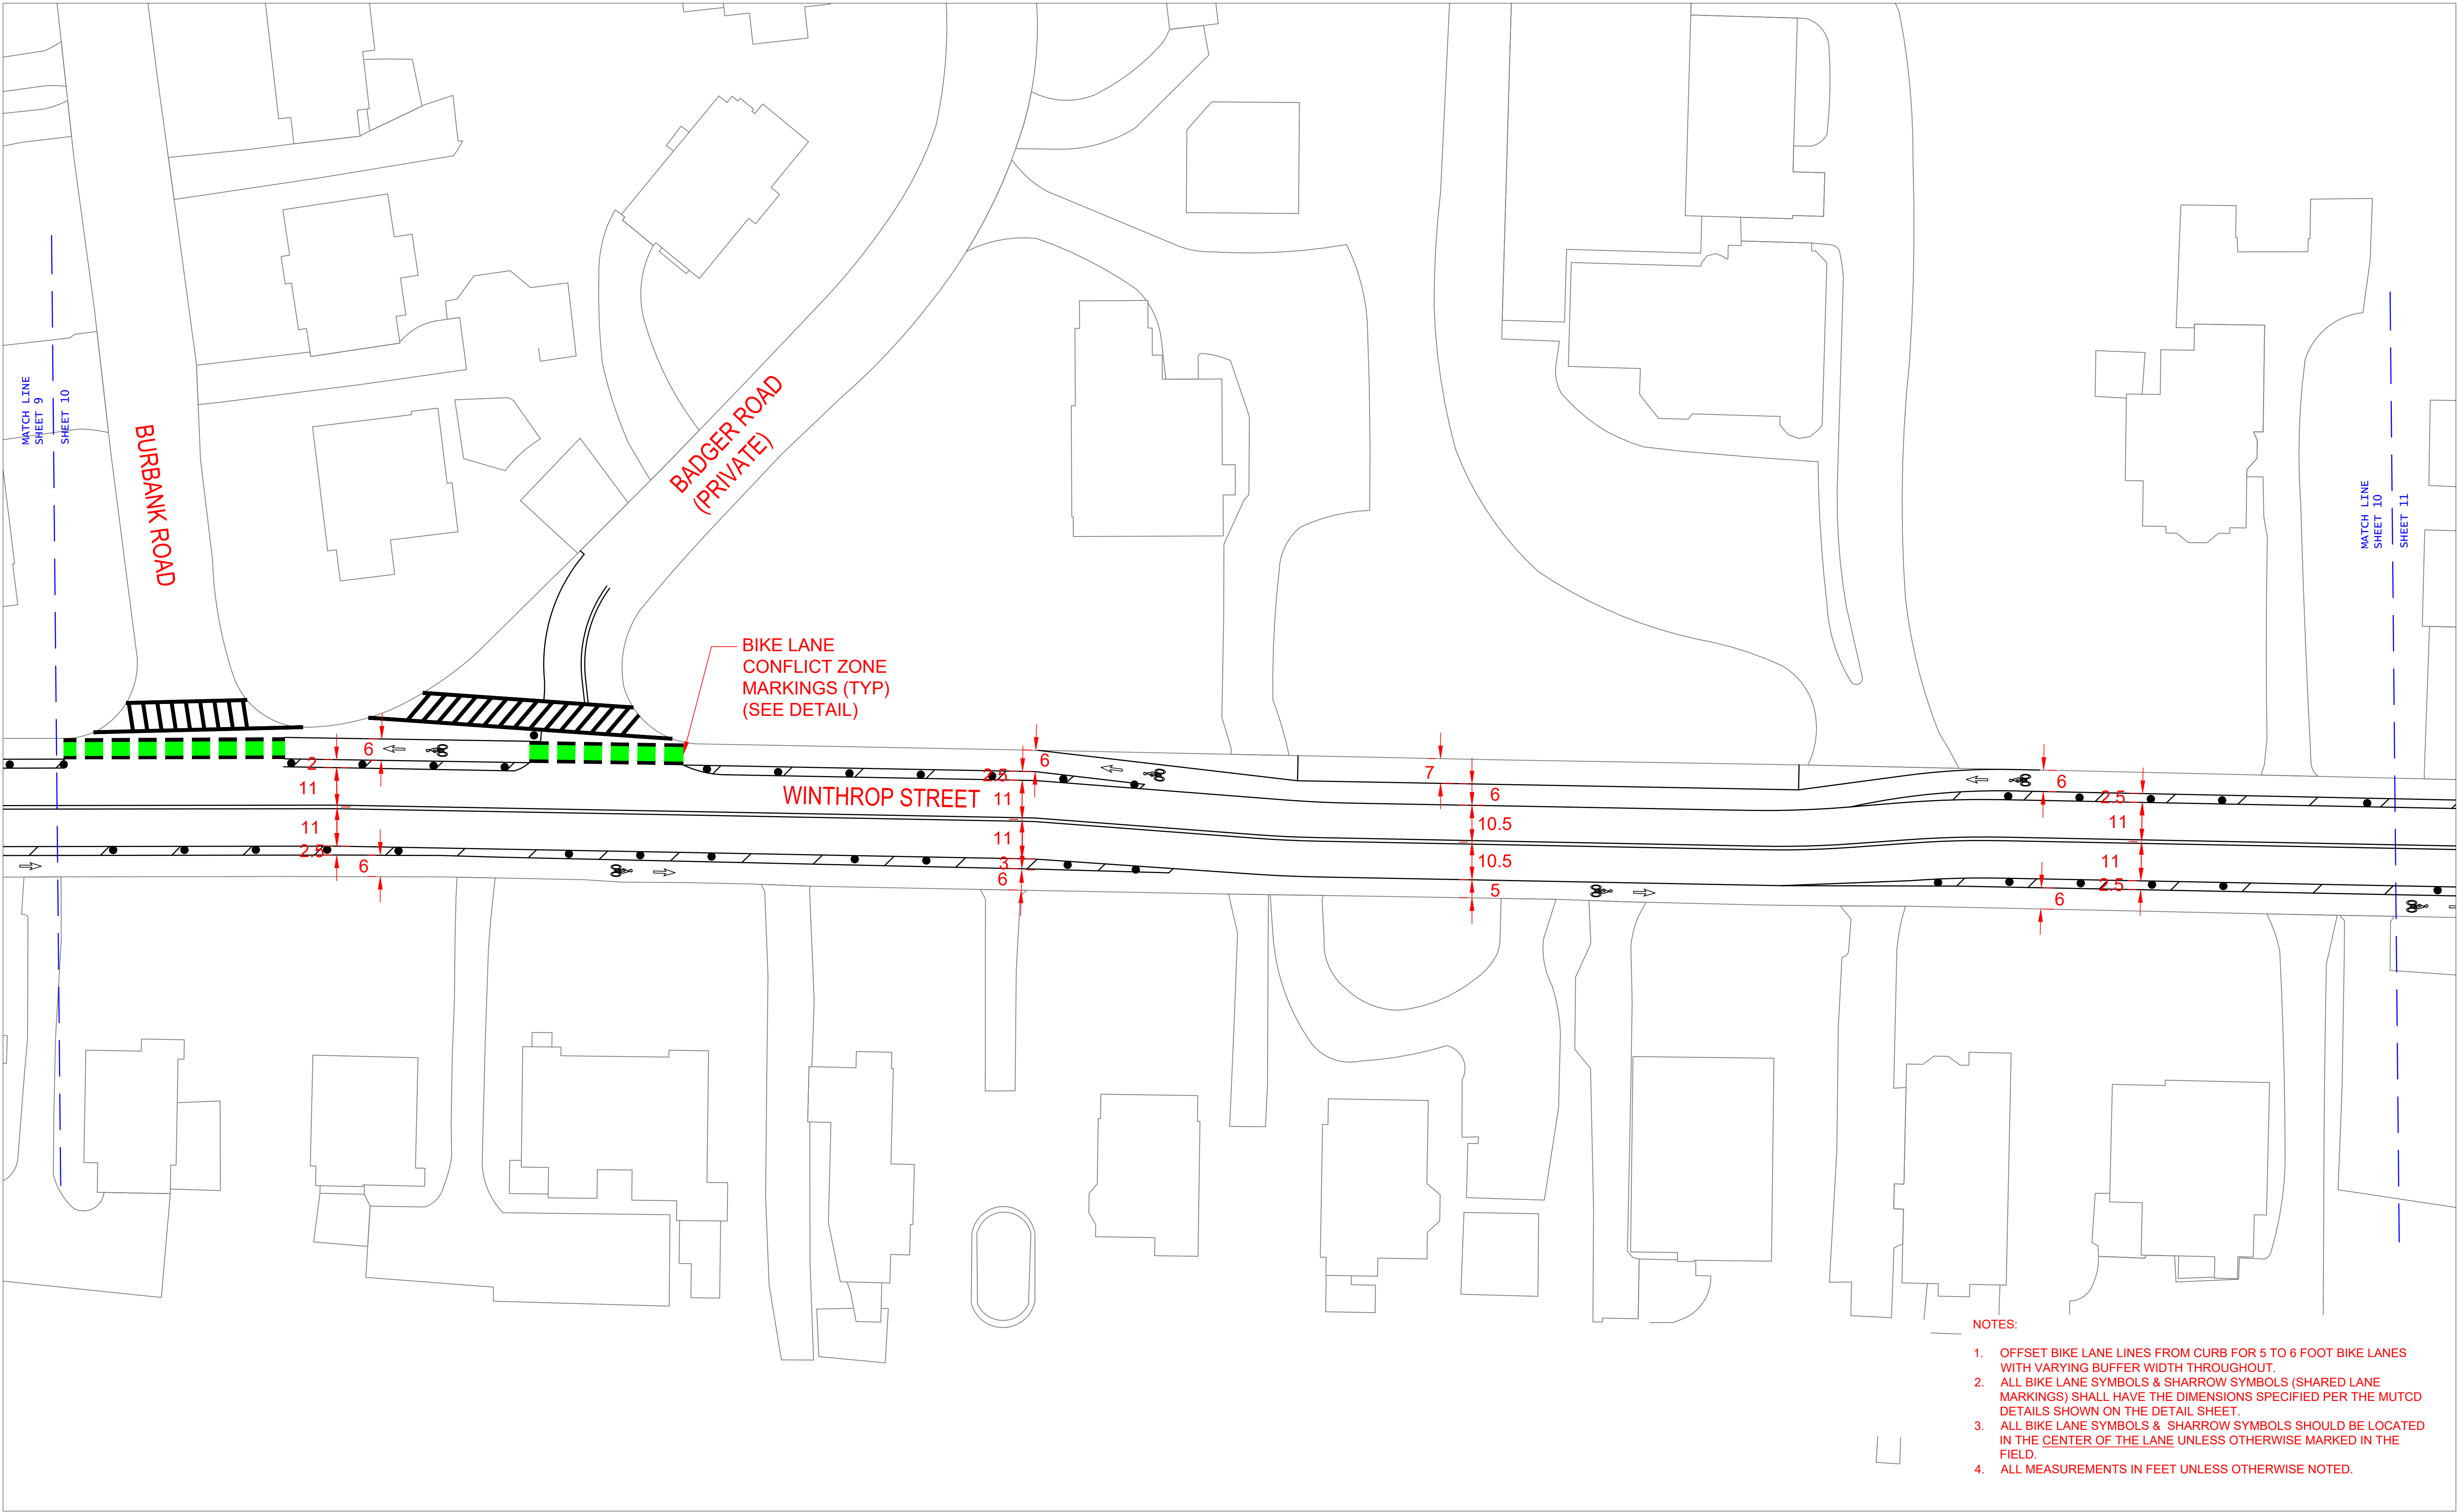 MATCH LINE
SHEET 9
SHEET 10
BURBANK ROAD
BADGER ROAD
(PRIVATE)
MATCH LINE
SHEET 10
SHEET 11
BIKE LANE
CONFLICT ZONE
MARKINGS (TYP)
(SEE DETAIL)
WINTHROP STREET
6
2
11
11
2.5
6
6
2.5
11
11
3
6
7
6
10.5
10.5
5
6
2.5
11
11
2.5
6
NOTES:
1. OFFSET BIKE LANE LINES FROM CURB FOR 5 TO 6 FOOT BIKE LANES
WITH VARYING BUFFER WIDTH THROUGHOUT.
2. ALL BIKE LANE SYMBOLS & SHARROW SYMBOLS (SHARED LANE
MARKINGS) SHALL HAVE THE DIMENSIONS SPECIFIED PER THE MUTCD
DETAILS SHOWN ON THE DETAIL SHEET.
3. ALL BIKE LANE SYMBOLS & SHARROW SYMBOLS SHOULD BE LOCATED
IN THE CENTER OF THE LANE UNLESS OTHERWISE MARKED IN THE
FIELD.
4. ALL MEASUREMENTS IN FEET UNLESS OTHERWISE NOTED.